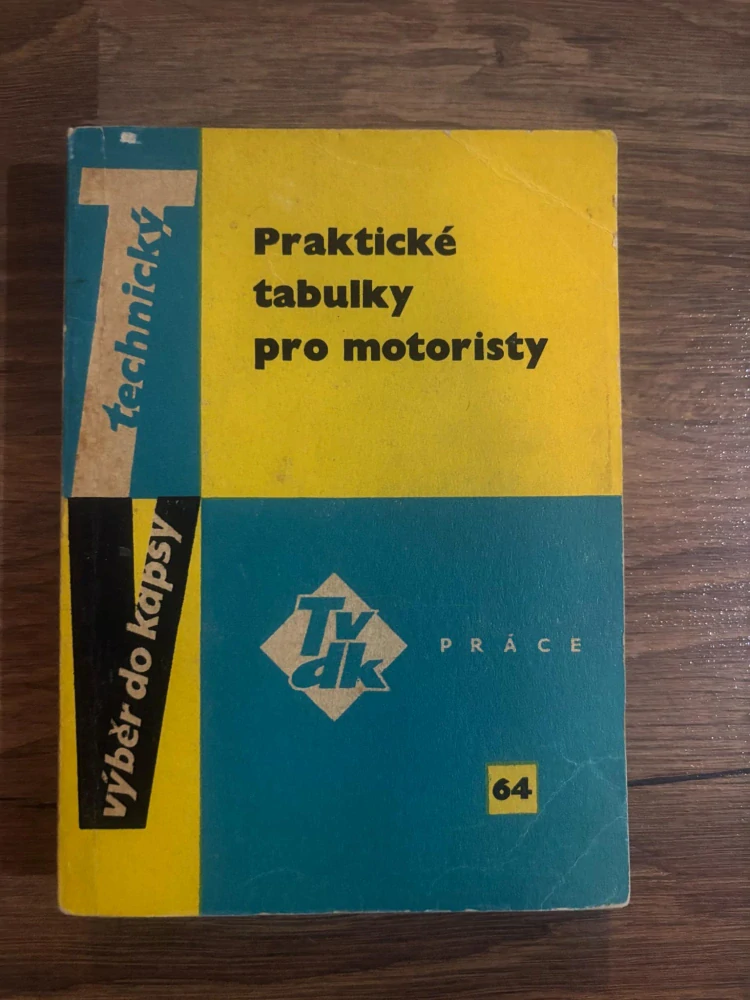 technický
výběr do kapsy
Praktické
tabulky
pro motoristy
Tv
dk
PRÁCE
64